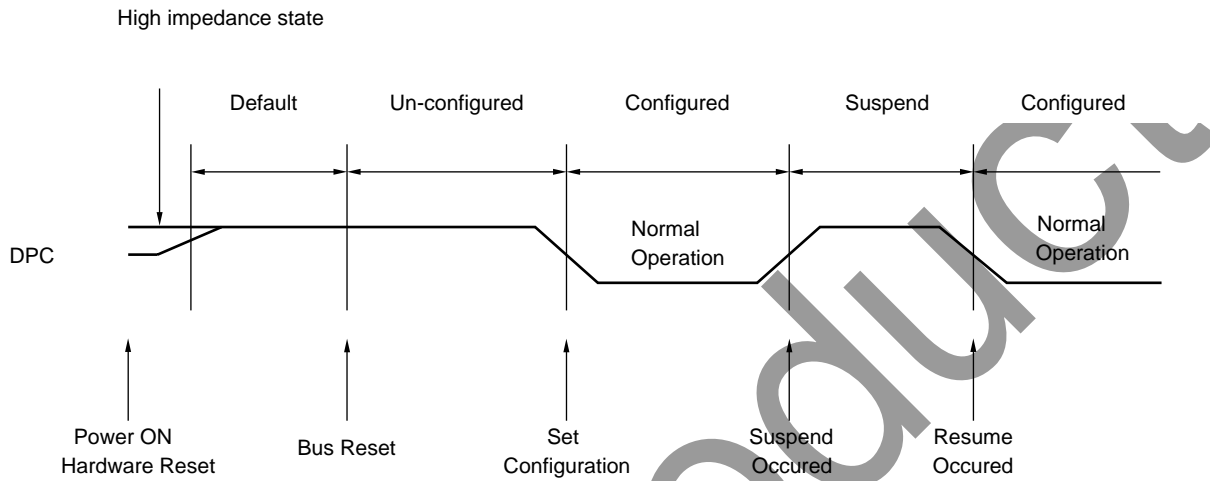 High impedance state
Default
Un-configured
Configured
Suspend
Configured
DPC
Normal
Operation
Normal
Operation
Power ON
Hardware Reset
Bus Reset
Set
Configuration
Suspend
Occured
Resume
Occured